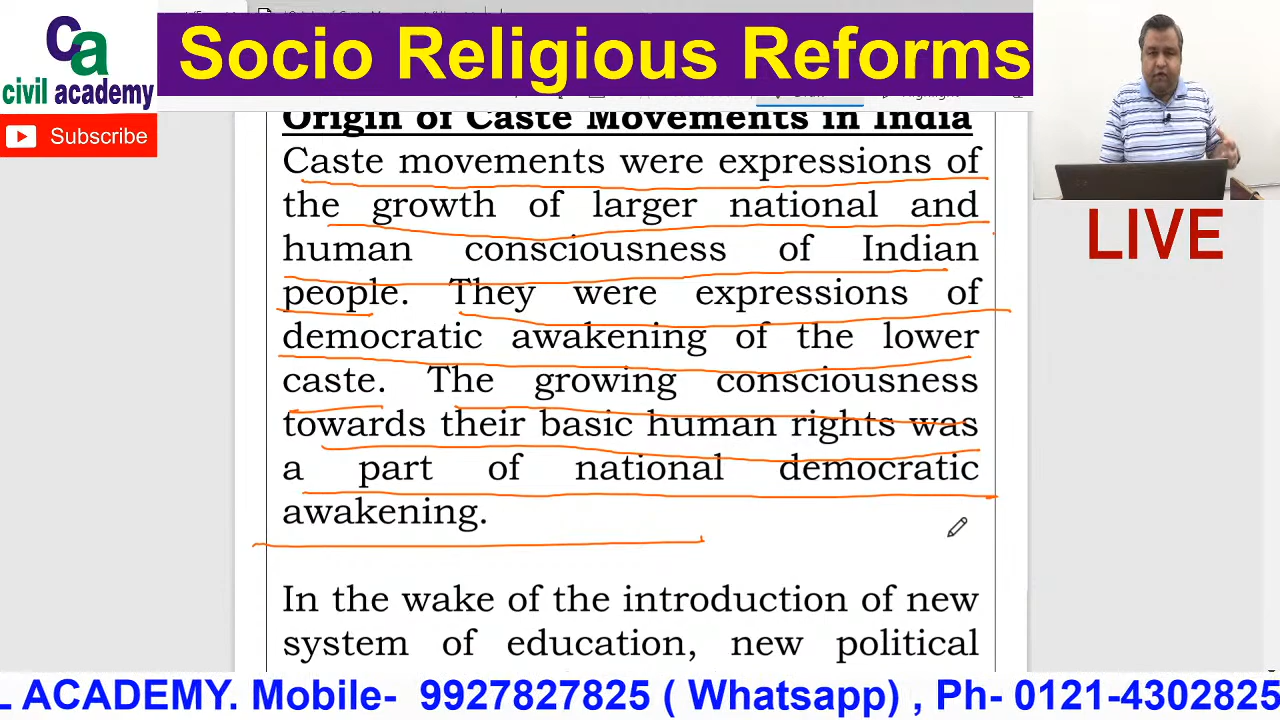 ca
civil academy
Subscribe
Socio Religious Reforms
LIVE
Origin of Caste Movements in India
Caste movements were expressions of
the growth of larger national and
human consciousness of Indian
people. They were expressions of
democratic awakening of the lower
caste. The growing consciousness
towards their basic human rights was
a part of national democratic
awakening.
In the wake of the introduction of new
system of education, new political
L ACADEMY. Mobile- 9927827825 ( Whatsapp) , Ph- 0121-4302825